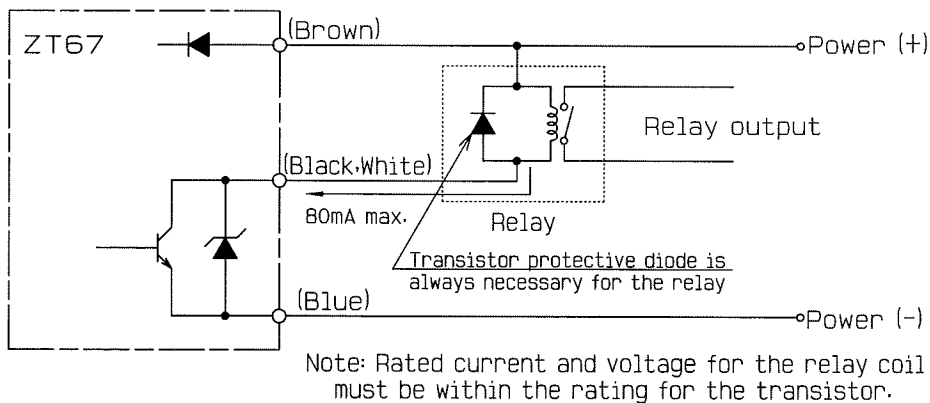 ZT67
(Brown)
Power (+)
Relay output
(Black,White)
80mA max.
Relay
Transistor protective diode is
always necessary for the relay
(Blue)
Power (-)
Note: Rated current and voltage for the relay coil
must be within the rating for the transistor.